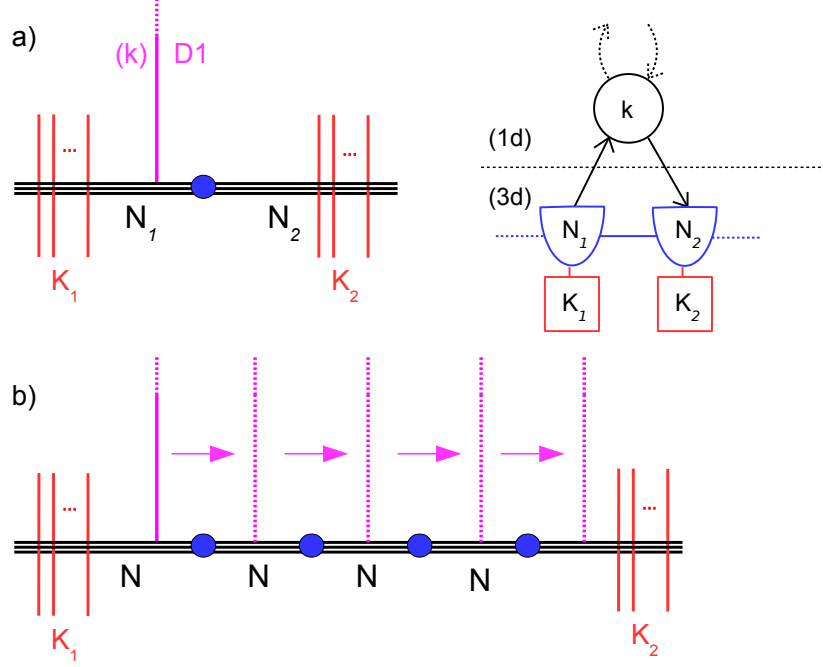 a)
(k) D1
...
...
N1 N2
K1
K2
k
(1d)
(3d)
N1 N2
K1 K2
b)
...
...
N N N N
K1
K2